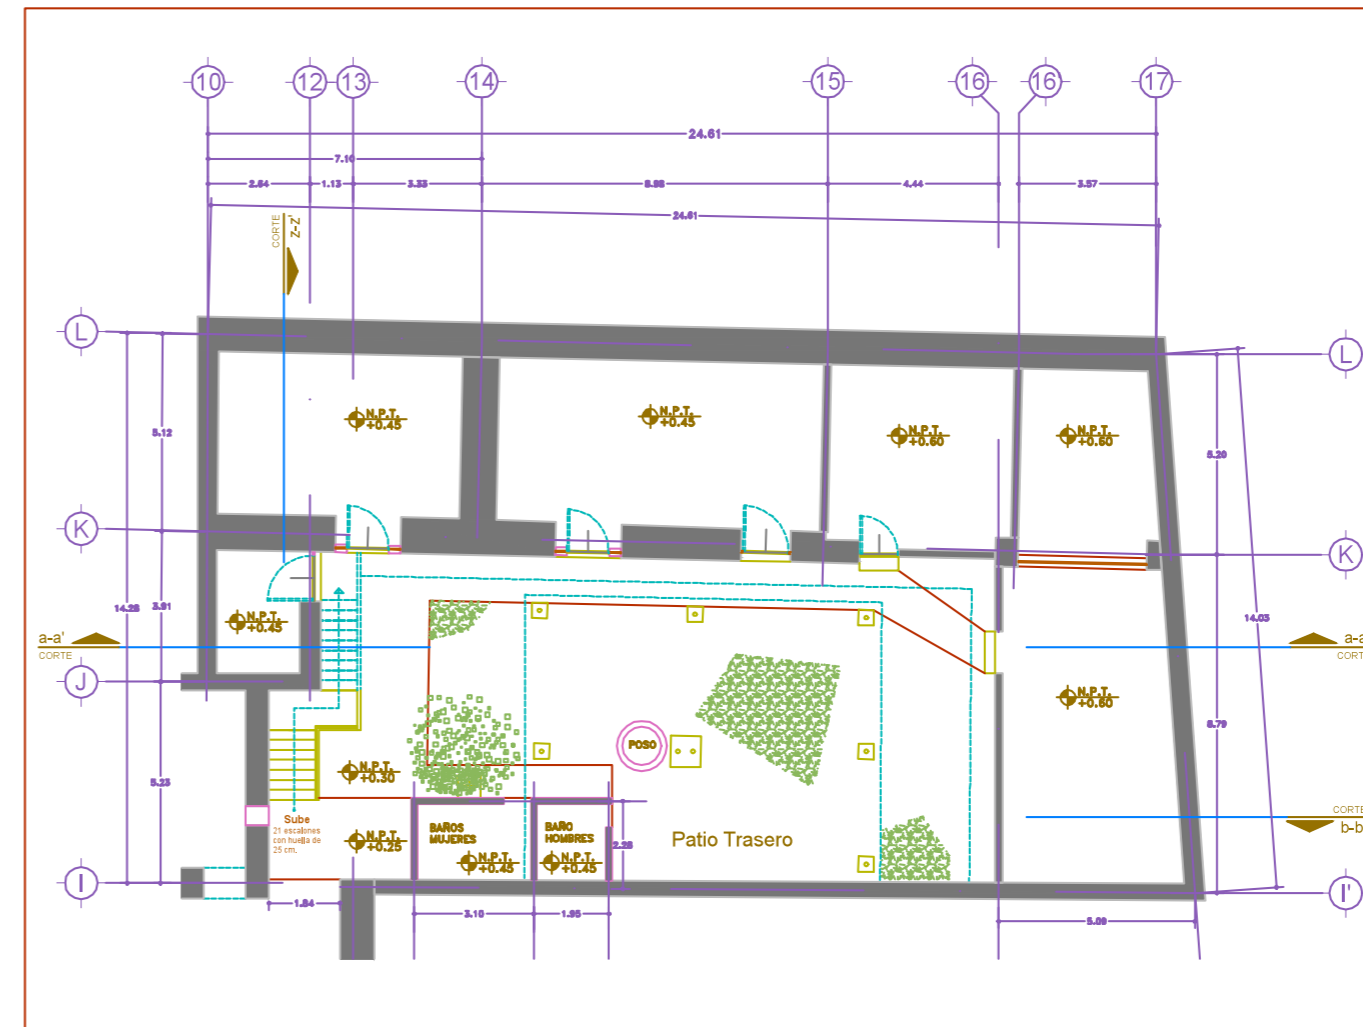 10 12 13 14 15 16 16' 17
24.61
7.10
2.64 1.13 3.33 8.98 4.44 3.57
24.61
CORTE
z-z'
L
L
N.P.T.
+0.45
N.P.T.
+0.45
N.P.T.
+0.60
N.P.T.
+0.60
5.12
5.20
K
K
14.28
3.91
N.P.T.
+0.45
14.03
a-a'
CORTE
a-a
CORT
J
N.P.T.
+0.60
8.79
POSO
N.P.T.
+0.30
5.23
Sube
21 escalones
con huella de
25 cm.
BAÑOS
MUJERES
BAÑO
HOMBRES
N.P.T.
+0.25
N.P.T.
+0.45
N.P.T.
+0.45
2.28
Patio Trasero
CORTE
b-b
I
I'
1.84
3.10
1.95
5.09